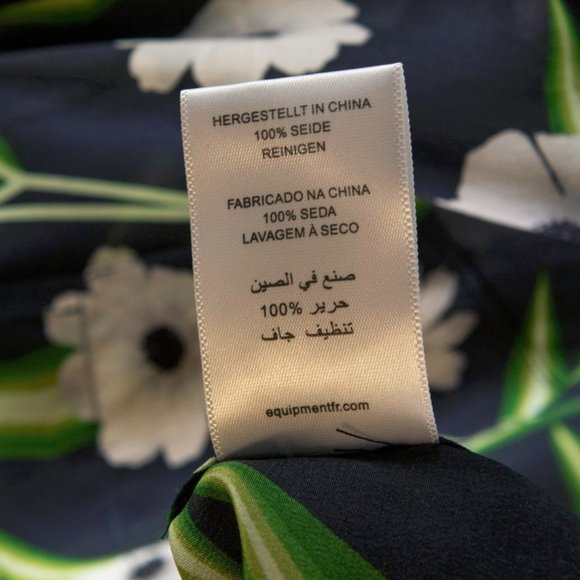 HERGESTELLT IN CHINA
100% SEIDE
REINIGEN
FABRICADO NA CHINA
100% SEDA
LAVAGEM À SECO
صنع في الصين
حرير 100%
تنظيف جاف
equipmentfr.com